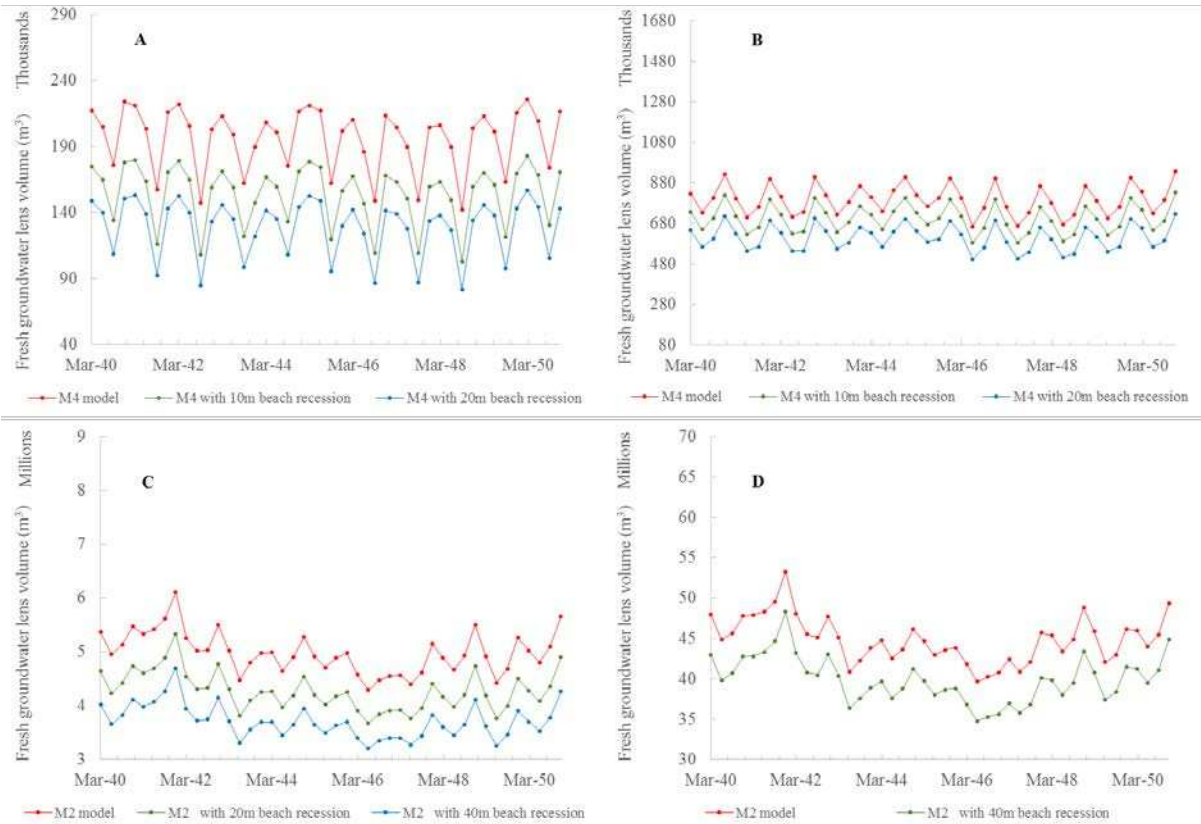 Fresh groundwater lens volume (m³) Thousands
290
240
190
140
90
40
A
Mar-40 Mar-42 Mar-44 Mar-46 Mar-48 Mar-50
M4 model M4 with 10m beach recession M4 with 20m beach recession
Fresh groundwater lens volume (m³) Thousands
1680
1480
1280
1080
880
680
480
280
80
B
Mar-40 Mar-42 Mar-44 Mar-46 Mar-48 Mar-50
M4 model M4 with 10m beach recession M4 with 20m beach recession
Fresh groundwater lens volume (m³) Millions
9
8
7
6
5
4
3
C
Mar-40 Mar-42 Mar-44 Mar-46 Mar-48 Mar-50
M2 model M2 with 20m beach recession M2 with 40m beach recession
Fresh groundwater lens volume (m³) Millions
70
65
60
55
50
45
40
35
30
D
Mar-40 Mar-42 Mar-44 Mar-46 Mar-48 Mar-50
M2 model M2 with 40m beach recession